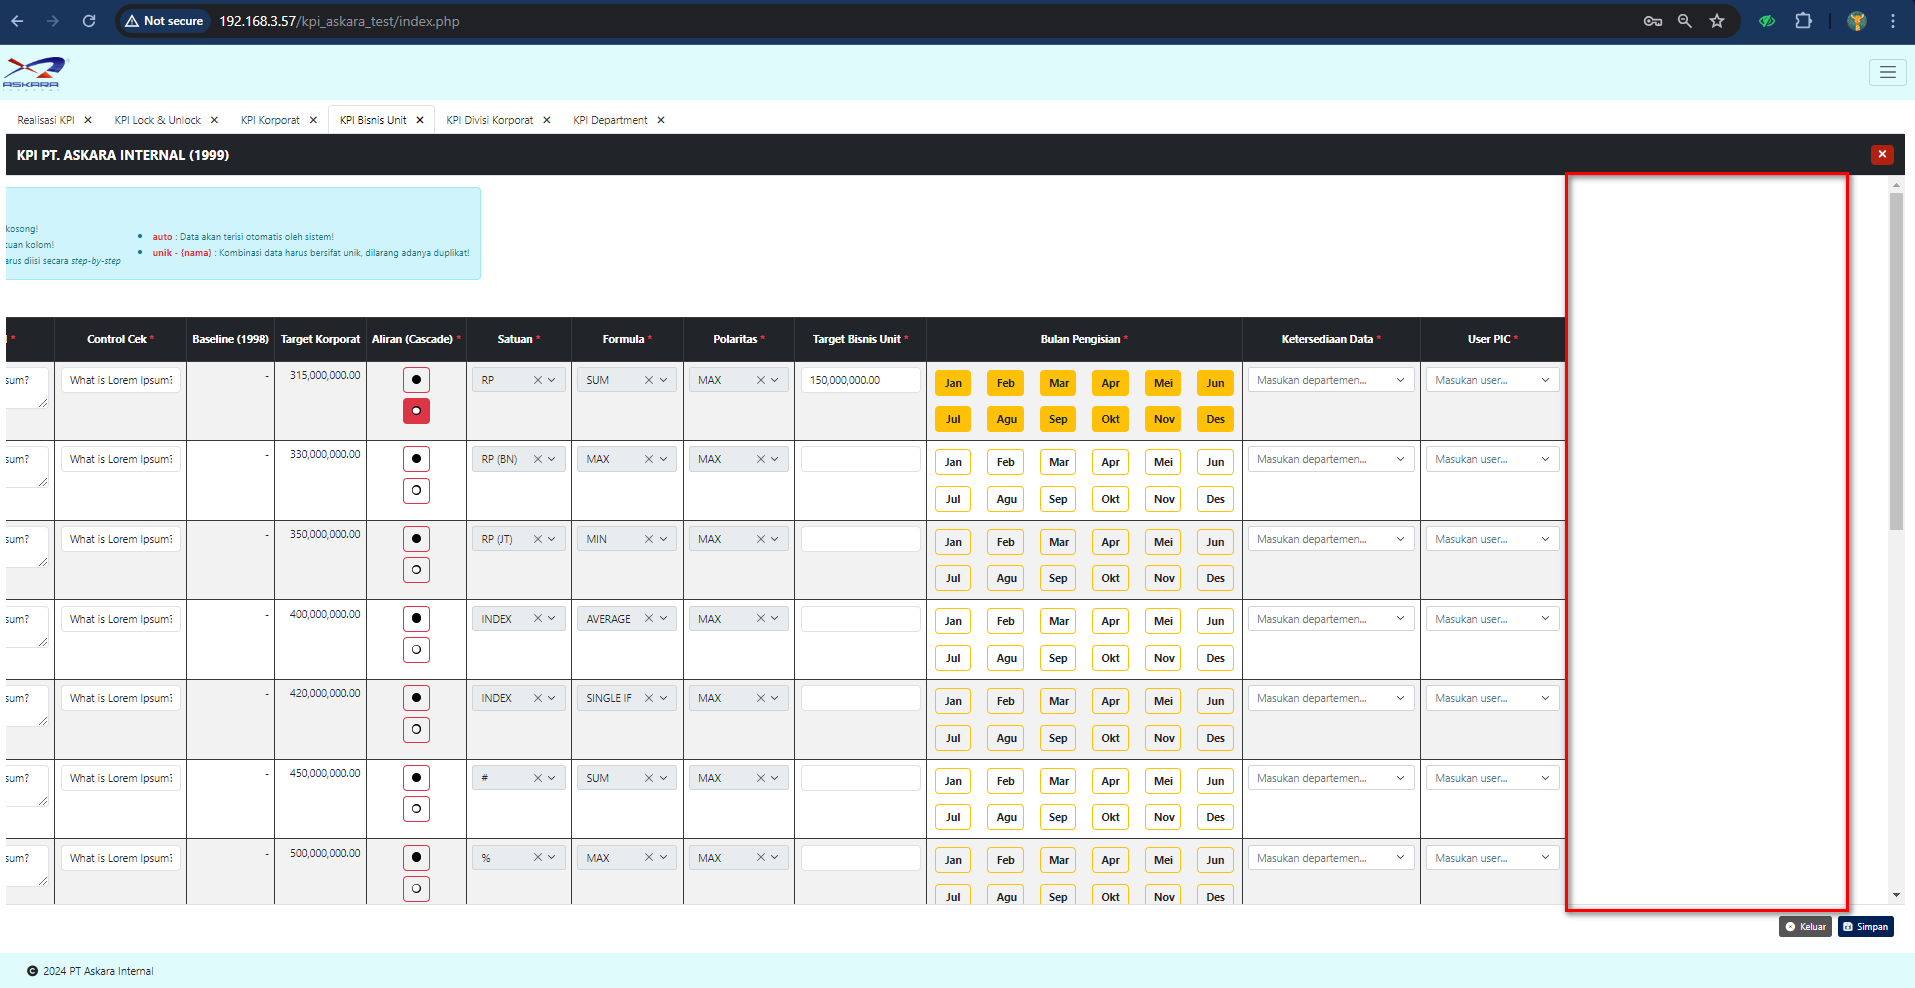 Not secure 192.168.3.57/kpi_askara_test/index.php
ASKARA
Realisasi KPI KPI Lock & Unlock KPI Korporat KPI Bisnis Unit KPI Divisi Korporat KPI Department
KPI PT. ASKARA INTERNAL (1999)
kosong!
tuan kolom!
arus diisi secara step-by-step
auto : Data akan terisi otomatis oleh sistem!
unik - {nama} : Kombinasi data harus bersifat unik, dilarang adanya duplikat!
* Control Cek * Baseline (1998) Target Korporat Aliran (Cascade) * Satuan * Formula * Polaritas * Target Bisnis Unit * Bulan Pengisian * Ketersediaan Data * User PIC *
sum? What is Lorem Ipsum? - 315,000,000.00 RP SUM MAX 150,000,000.00 Jan Feb Mar Apr Mei Jun Masukan departemen... Masukan user...
Jul Agu Sep Okt Nov Des
sum? What is Lorem Ipsum? - 330,000,000.00 RP (BN) MAX MAX Jan Feb Mar Apr Mei Jun Masukan departemen... Masukan user...
Jul Agu Sep Okt Nov Des
sum? What is Lorem Ipsum? - 350,000,000.00 RP (JT) MIN MAX Jan Feb Mar Apr Mei Jun Masukan departemen... Masukan user...
Jul Agu Sep Okt Nov Des
sum? What is Lorem Ipsum? - 400,000,000.00 INDEX AVERAGE MAX Jan Feb Mar Apr Mei Jun Masukan departemen... Masukan user...
Jul Agu Sep Okt Nov Des
sum? What is Lorem Ipsum? - 420,000,000.00 INDEX SINGLE IF MAX Jan Feb Mar Apr Mei Jun Masukan departemen... Masukan user...
Jul Agu Sep Okt Nov Des
sum? What is Lorem Ipsum? - 450,000,000.00 # SUM MAX Jan Feb Mar Apr Mei Jun Masukan departemen... Masukan user...
Jul Agu Sep Okt Nov Des
sum? What is Lorem Ipsum? - 500,000,000.00 % MAX MAX Jan Feb Mar Apr Mei Jun Masukan departemen... Masukan user...
Jul Agu Sep Okt Nov Des
Keluar Simpan
2024 PT Askara Internal